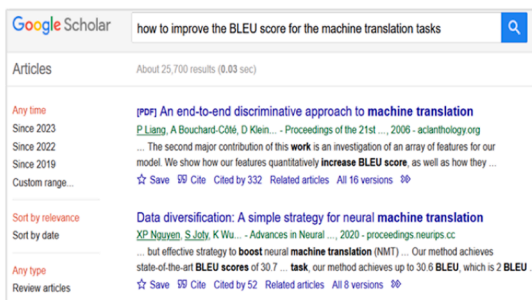 Google Scholar
how to improve the BLEU score for the machine translation tasks
Articles
About 25,700 results (0.03 sec)
Any time
Since 2023
Since 2022
Since 2019
Custom range...
Sort by relevance
Sort by date
Any type
Review articles
[PDF] An end-to-end discriminative approach to machine translation
P Liang, A Bouchard-Côté, D Klein... - Proceedings of the 21st ..., 2006 - aclanthology.org
... The second major contribution of this work is an investigation of an array of features for our
model. We show how our features quantitatively increase BLEU score, as well as how they ...
Save Cite Cited by 332 Related articles All 16 versions
Data diversification: A simple strategy for neural machine translation
XP Nguyen, S Joty, K Wu... - Advances in Neural ..., 2020 - proceedings.neurips.cc
... but effective strategy to boost neural machine translation (NMT) ... Our method achieves
state-of-the-art BLEU scores of 30.7 ... task, our method achieves up to 30.6 BLEU, which is 2 BLEU ..
Save Cite Cited by 52 Related articles All 8 versions